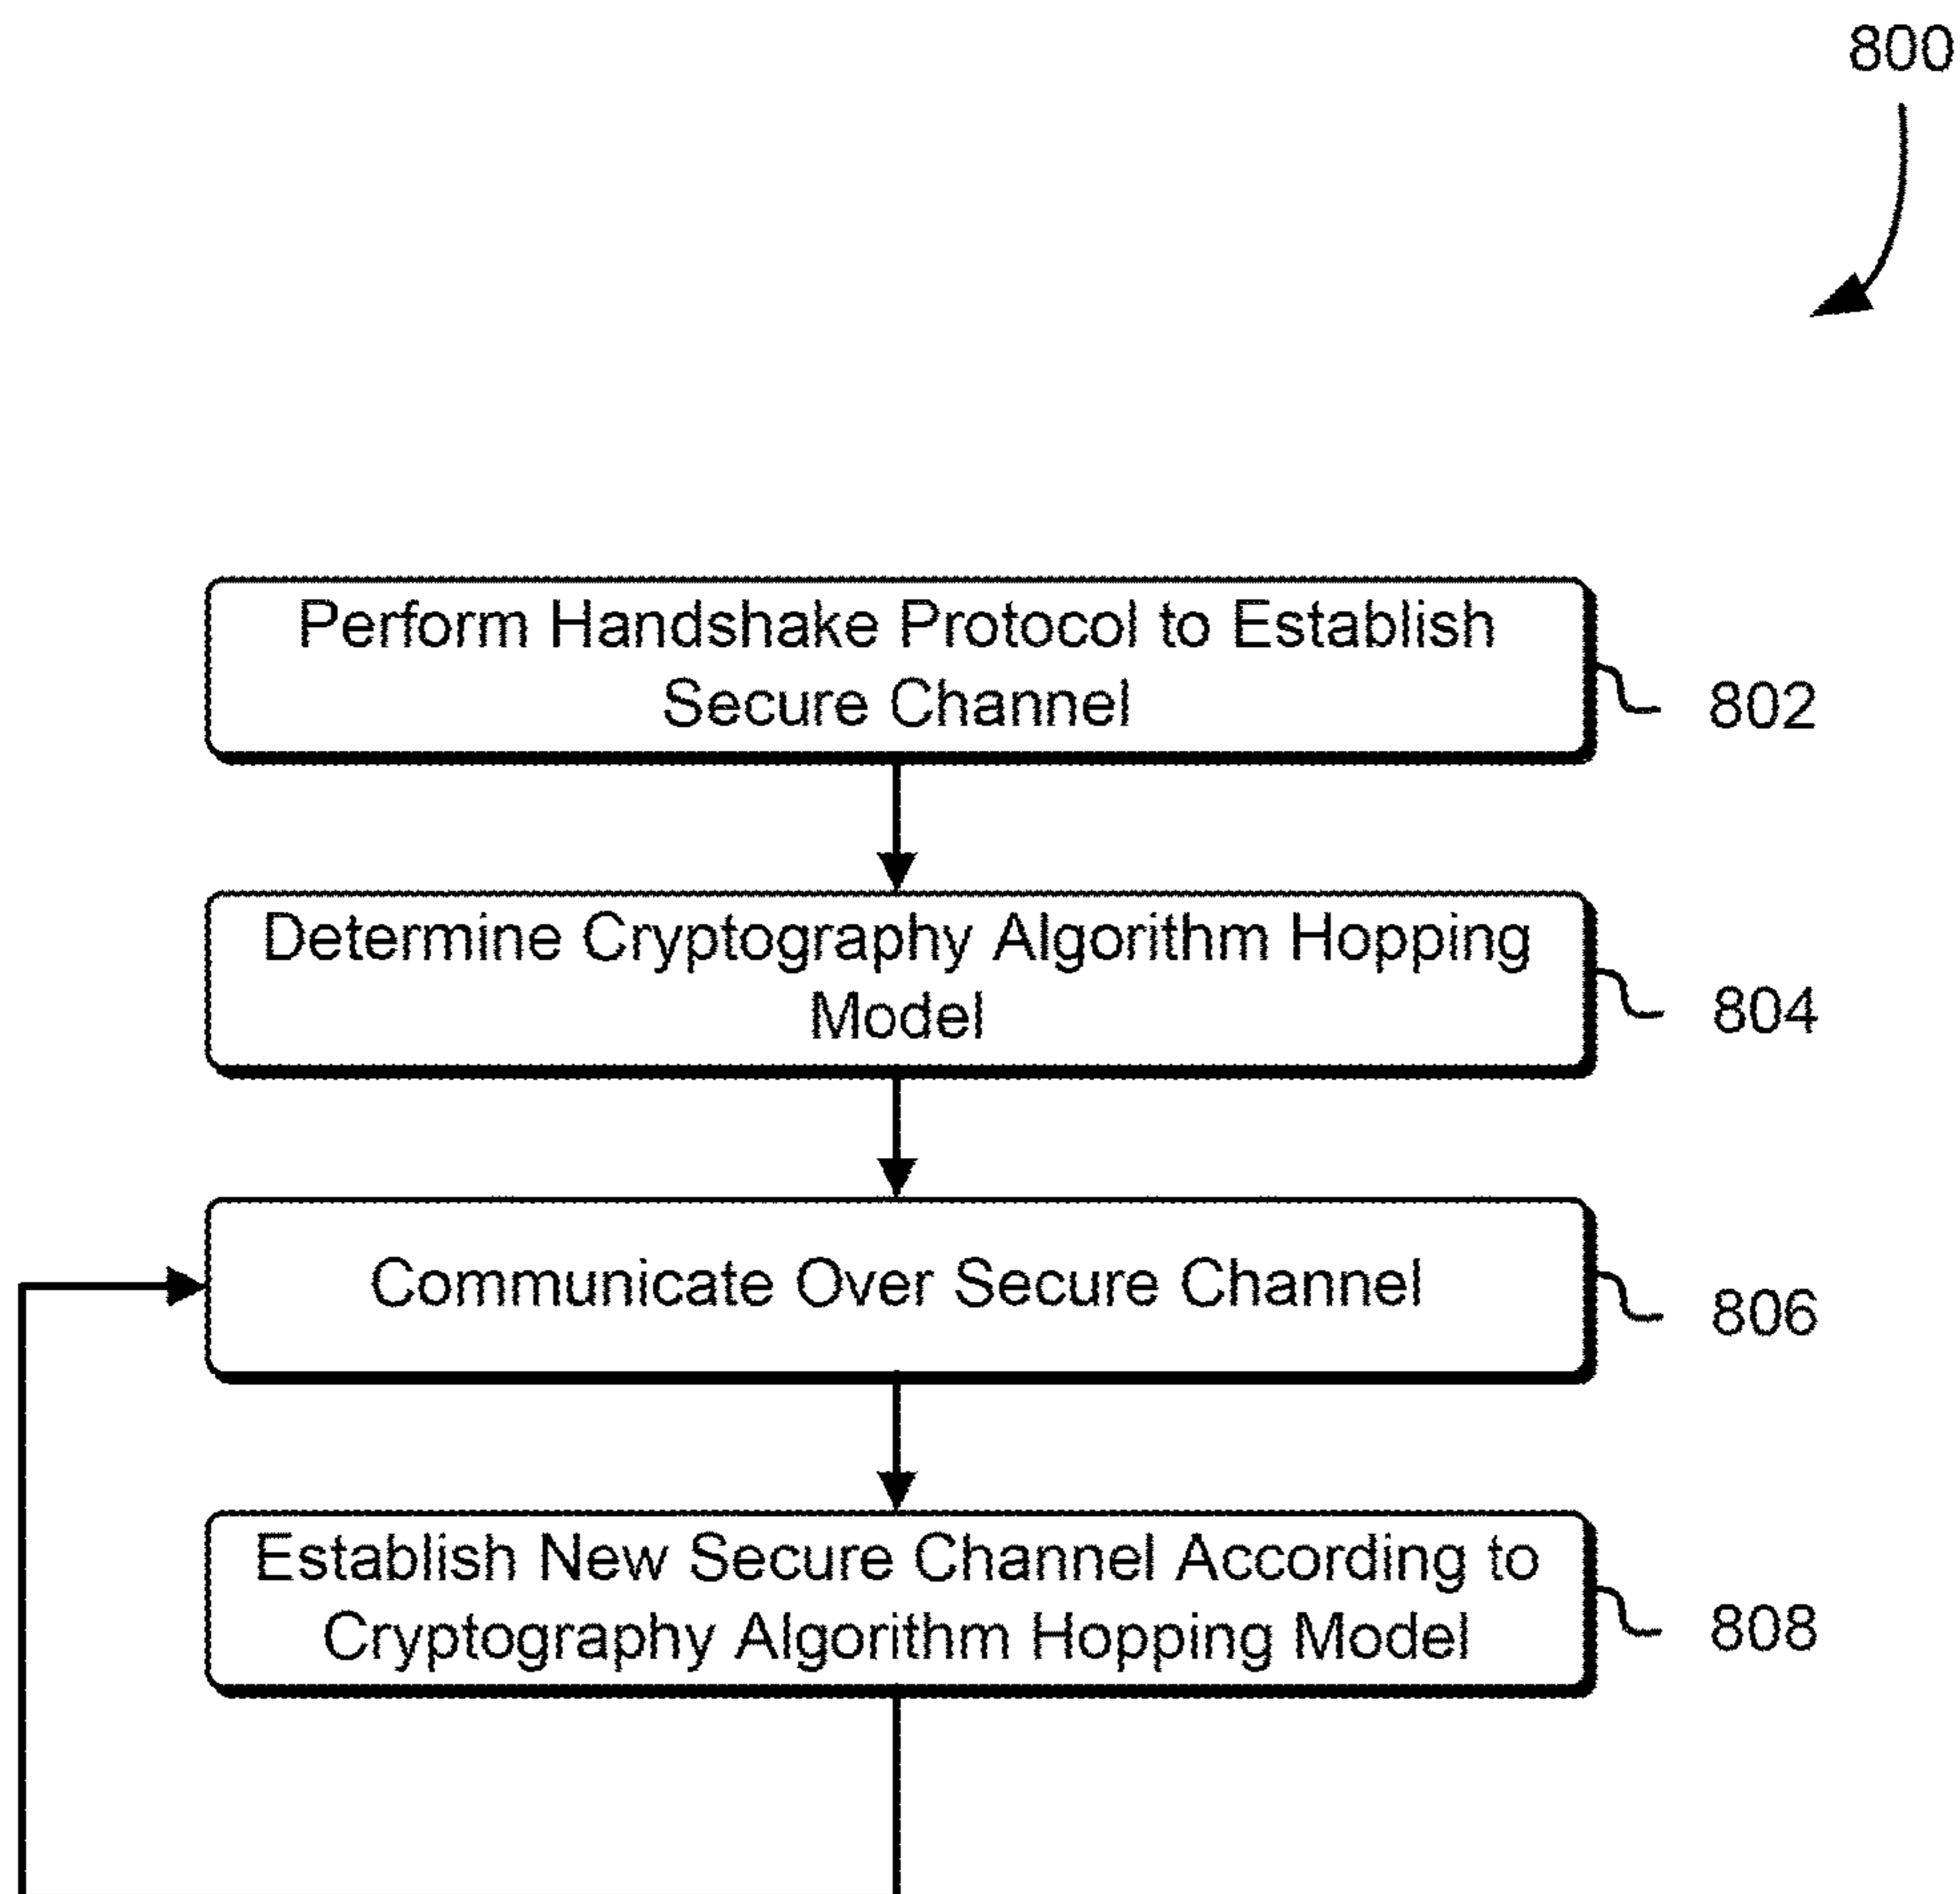 800
Perform Handshake Protocol to Establish
Secure Channel
802
Determine Cryptography Algorithm Hopping
Model
804
Communicate Over Secure Channel
806
Establish New Secure Channel According to
Cryptography Algorithm Hopping Model
808